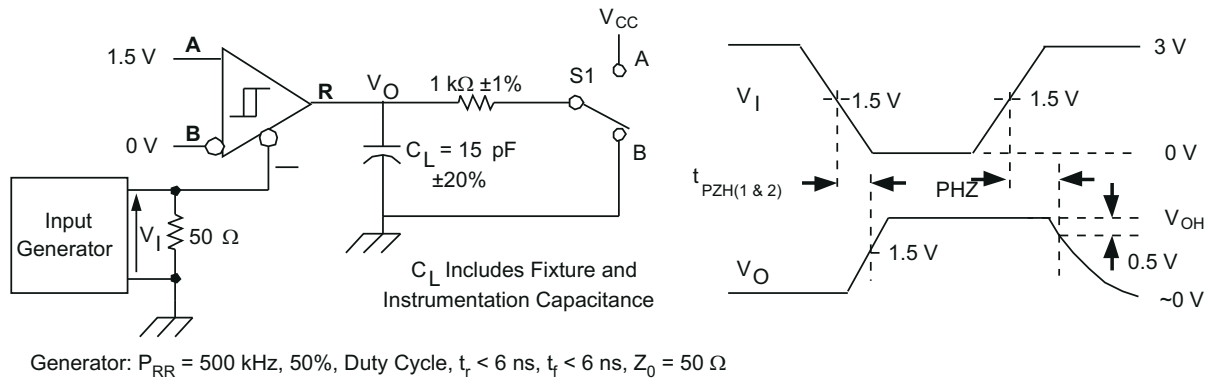 1.5 V
A
B
0 V
R
V_O
1 kΩ ±1%
S1
V_CC
A
B
C_L = 15 pF
±20%
Input
Generator
V_I
50 Ω
C_L Includes Fixture and
Instrumentation Capacitance
V_I
1.5 V
1.5 V
3 V
0 V
t_PZH(1 & 2)
PHZ
V_OH
0.5 V
V_O
1.5 V
~0 V
Generator: P_RR = 500 kHz, 50%, Duty Cycle, t_r < 6 ns, t_f < 6 ns, Z_0 = 50 Ω